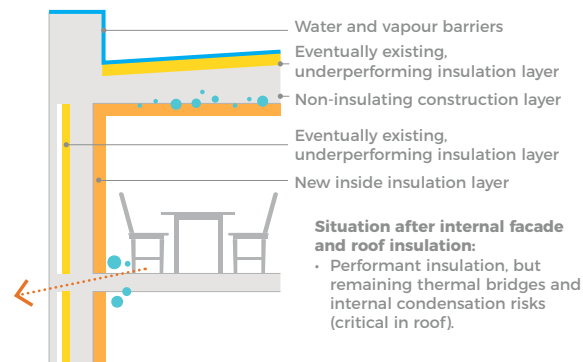 Water and vapour barriers
Eventually existing,
underperforming insulation layer
Non-insulating construction layer
Eventually existing,
underperforming insulation layer
New inside insulation layer
Situation after internal facade
and roof insulation:
• Performant insulation, but
remaining thermal bridges and
internal condensation risks
(critical in roof).